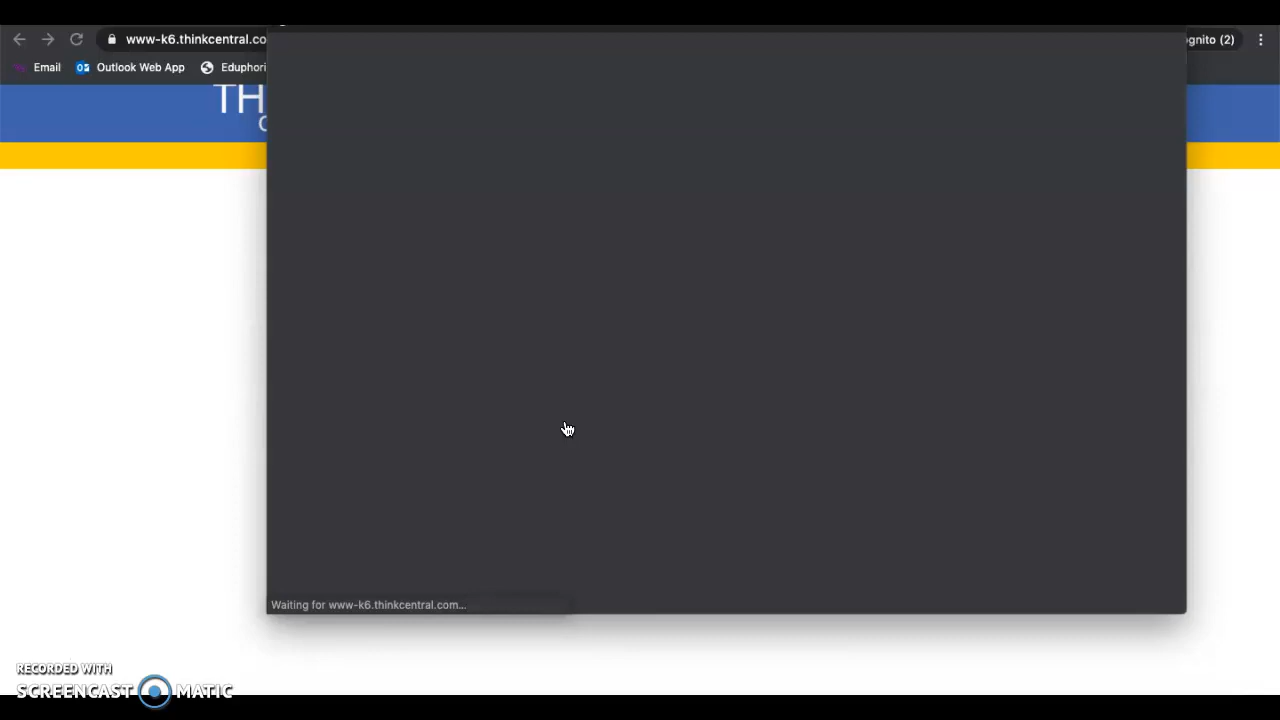 www-k6.thinkcentral.co
gnito (2)
Email
Outlook Web App
Eduphori
TH
C
Waiting for www-k6.thinkcentral.com...
RECORDED WITH
SCREENCAST MATIC